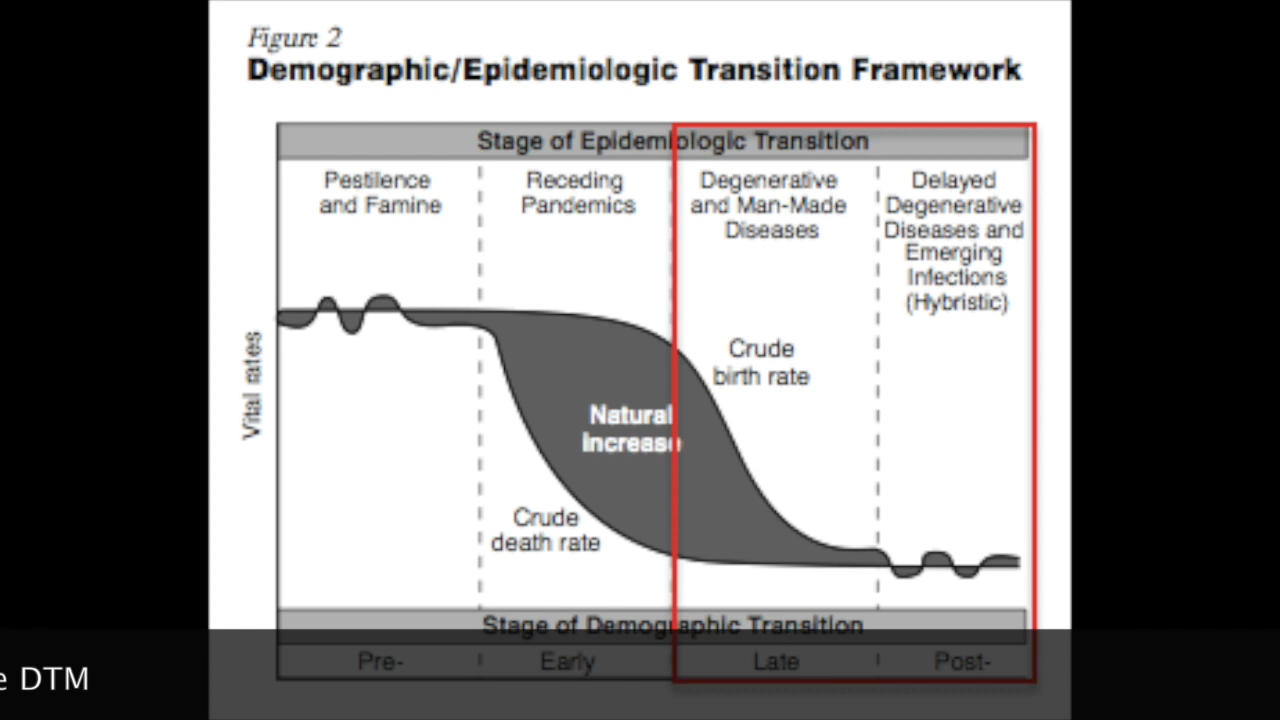 Figure 2
Demographic/Epidemiologic Transition Framework
Stage of Epidemiologic Transition
Pestilence
and Famine
Receding
Pandemics
Degenerative
and Man-Made
Diseases
Delayed
Degenerative
Diseases and
Emerging
Infections
(Hybristic)
Vital rates
Crude
birth rate
Natural
Increase
Crude
death rate
Stage of Demographic Transition
Pre-
Early
Late
Post-
DTM